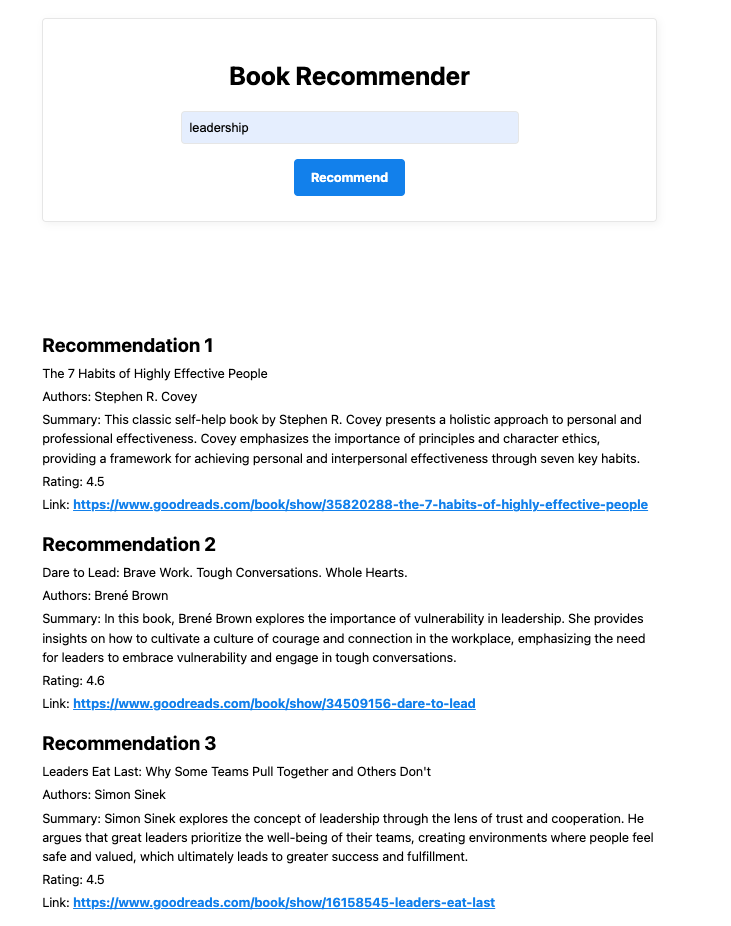 Book Recommender
leadership
Recommend
Recommendation 1
The 7 Habits of Highly Effective People
Authors: Stephen R. Covey
Summary: This classic self-help book by Stephen R. Covey presents a holistic approach to personal and
professional effectiveness. Covey emphasizes the importance of principles and character ethics,
providing a framework for achieving personal and interpersonal effectiveness through seven key habits.
Rating: 4.5
Link: https://www.goodreads.com/book/show/35820288-the-7-habits-of-highly-effective-people
Recommendation 2
Dare to Lead: Brave Work. Tough Conversations. Whole Hearts.
Authors: Brené Brown
Summary: In this book, Brené Brown explores the importance of vulnerability in leadership. She provides
insights on how to cultivate a culture of courage and connection in the workplace, emphasizing the need
for leaders to embrace vulnerability and engage in tough conversations.
Rating: 4.6
Link: https://www.goodreads.com/book/show/34509156-dare-to-lead
Recommendation 3
Leaders Eat Last: Why Some Teams Pull Together and Others Don't
Authors: Simon Sinek
Summary: Simon Sinek explores the concept of leadership through the lens of trust and cooperation. He
argues that great leaders prioritize the well-being of their teams, creating environments where people feel
safe and valued, which ultimately leads to greater success and fulfillment.
Rating: 4.5
Link: https://www.goodreads.com/book/show/16158545-leaders-eat-last